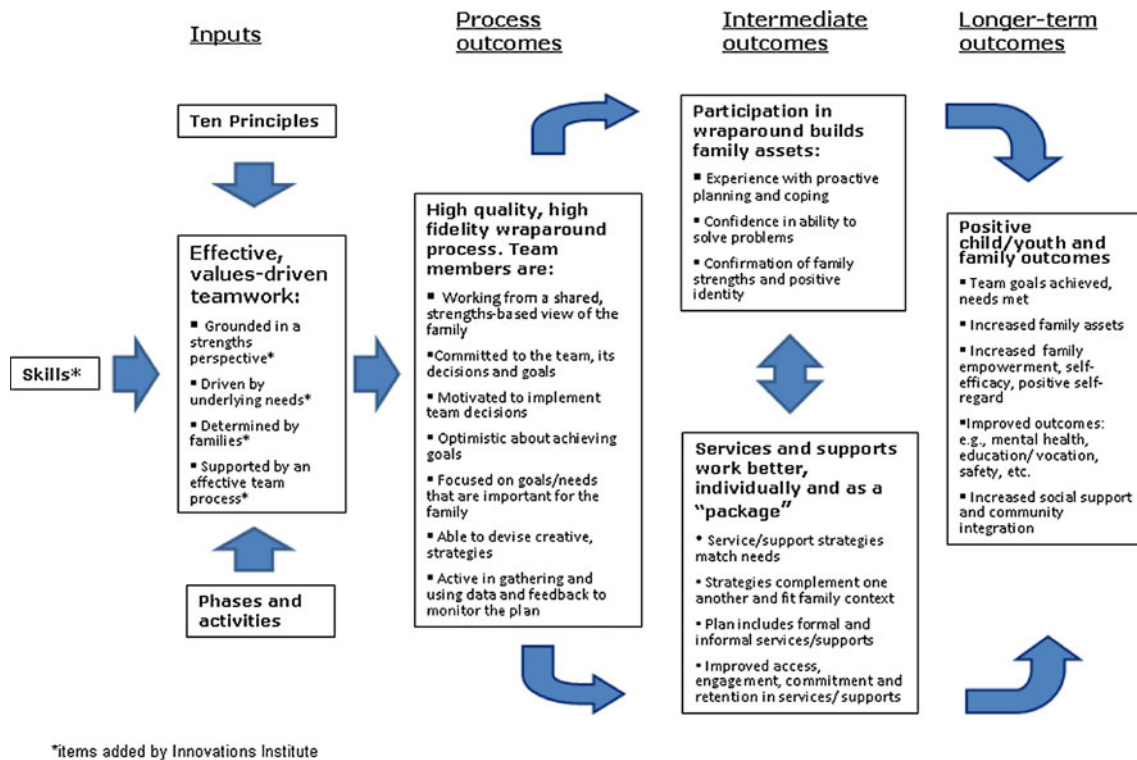 Inputs
Process
outcomes
Intermediate
outcomes
Longer-term
outcomes
Ten Principles
Skills*
Effective,
values-driven
teamwork:
▪ Grounded in a
strengths
perspective*
▪ Driven by
underlying needs*
▪ Determined by
families*
▪ Supported by an
effective team
process*
Phases and
activities
High quality, high
fidelity wraparound
process. Team
members are:
▪ Working from a shared,
strengths-based view of the
family
▪Committed to the team, its
decisions and goals
▪ Motivated to implement
team decisions
▪ Optimistic about achieving
goals
▪ Focused on goals/needs
that are important for the
family
▪ Able to devise creative,
strategies
▪ Active in gathering and
using data and feedback to
monitor the plan
Participation in
wraparound builds
family assets:
▪ Experience with proactive
planning and coping
▪ Confidence in ability to
solve problems
▪ Confirmation of family
strengths and positive
identity
Services and supports
work better,
individually and as a
“package”
• Service/support strategies
match needs
• Strategies complement one
another and fit family context
• Plan includes formal and
informal services/supports
• Improved access,
engagement, commitment and
retention in services/ supports
Positive
child/youth and
family outcomes
▪ Team goals achieved,
needs met
▪ Increased family assets
▪ Increased family
empowerment, self-
efficacy, positive self-
regard
▪Improved outcomes:
e.g., mental health,
education/ vocation,
safety, etc.
▪ Increased social support
and community
integration
*items added by Innovations Institute